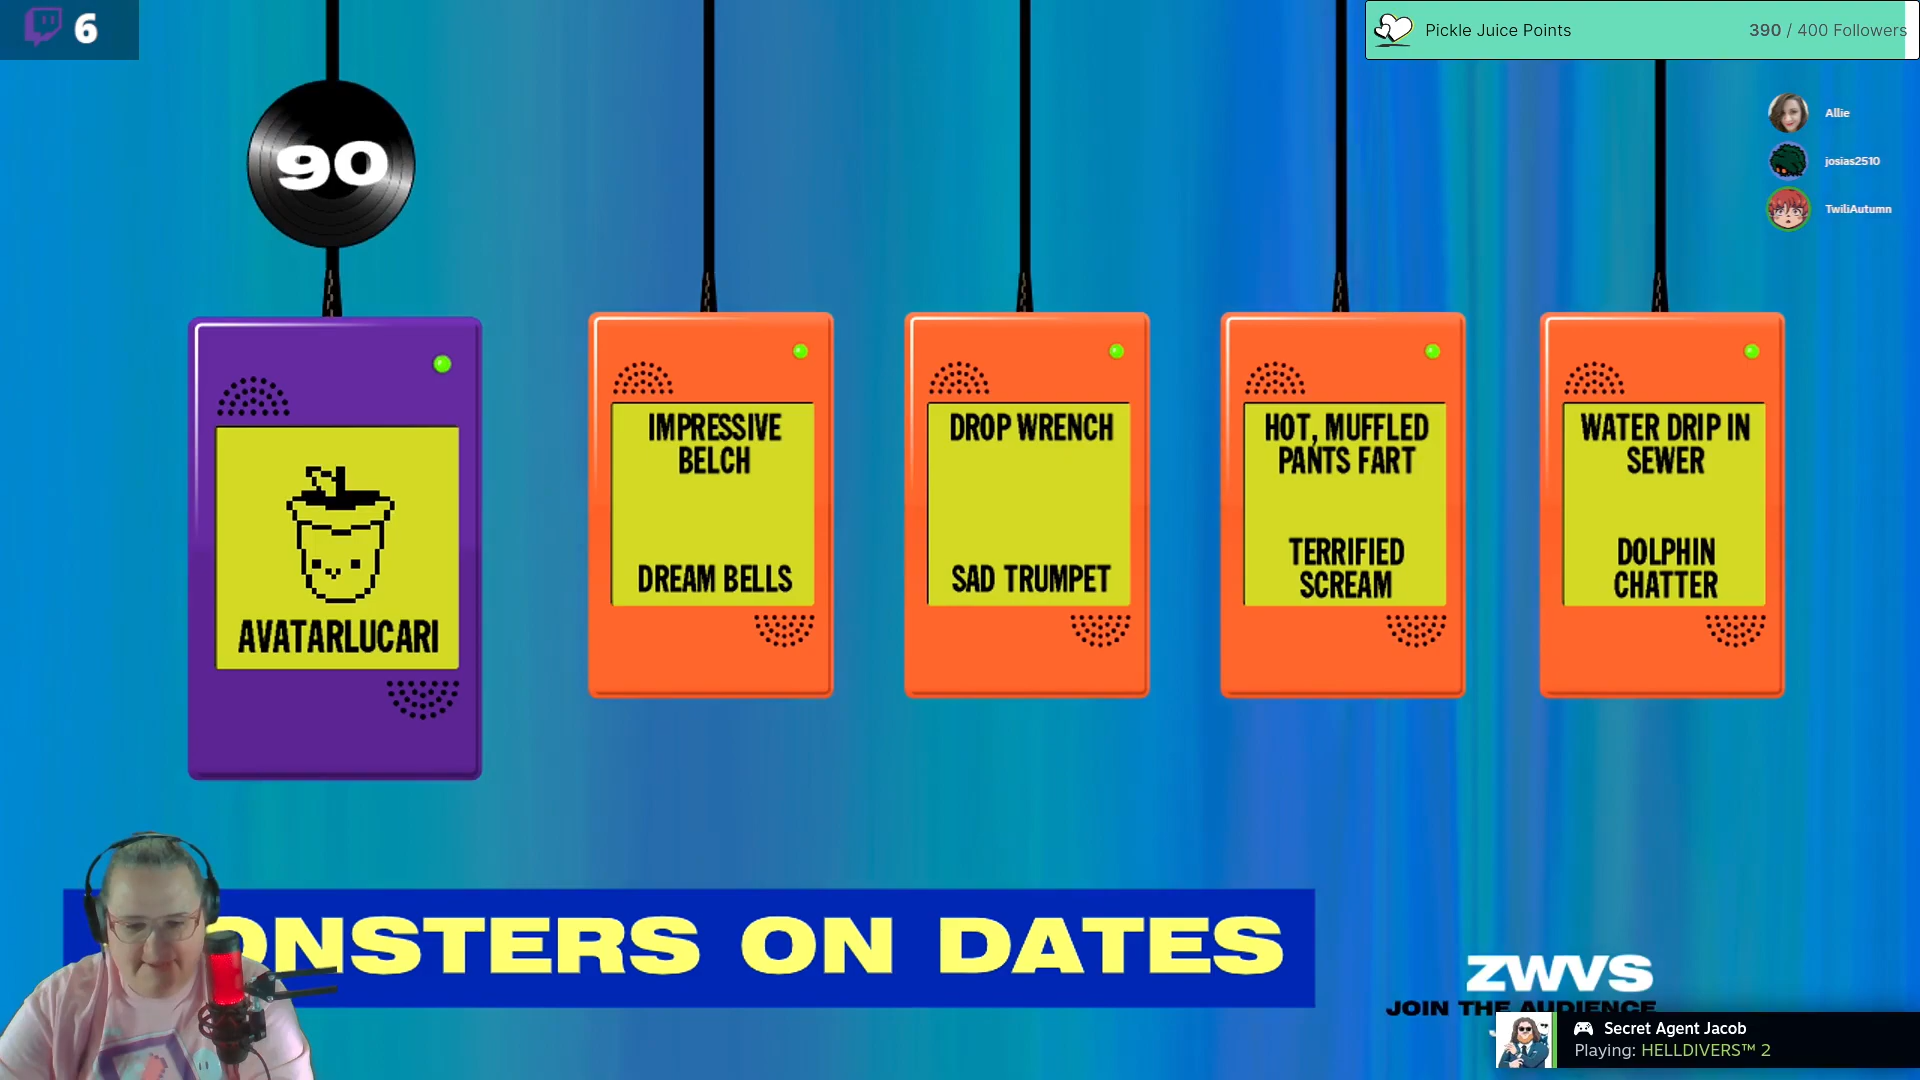 6
Pickle Juice Points
390 / 400 Followers
Allie
josias2510
TwiliAutumn
90
AVATARLUCARI
IMPRESSIVE
BELCH
DREAM BELLS
DROP WRENCH
SAD TRUMPET
HOT, MUFFLED
PANTS FART
TERRIFIED
SCREAM
WATER DRIP IN
SEWER
DOLPHIN
CHATTER
ONSTERS ON DATES
ZWVS
JOIN THE AUDIENCE
Secret Agent Jacob
Playing: HELLDIVERS™ 2